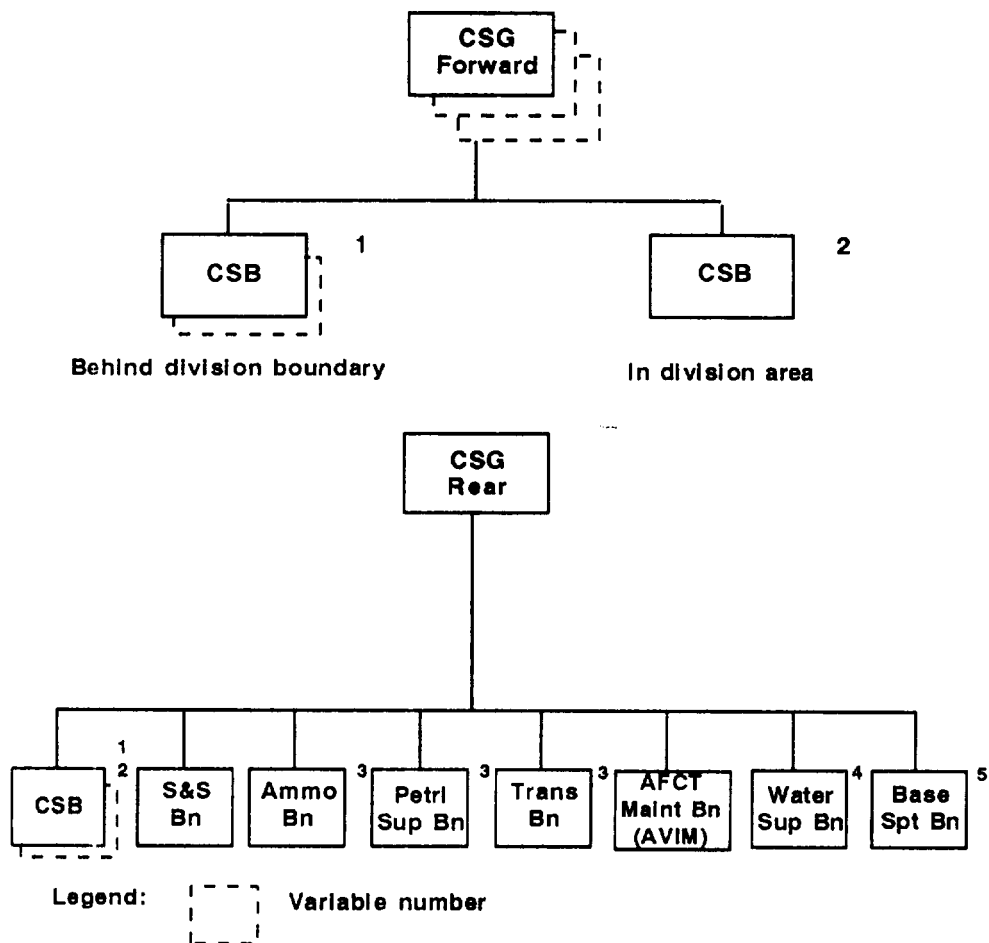 CSG
Forward
CSB
1
CSB
2
Behind division boundary
In division area
CSG
Rear
CSB
1
2
S&S
Bn
Ammo
Bn
3
Petrl
Sup Bn
3
Trans
Bn
3
AFCT
Maint Bn
(AVIM)
Water
Sup Bn
4
Base
Spt Bn
5
Legend:
Variable number